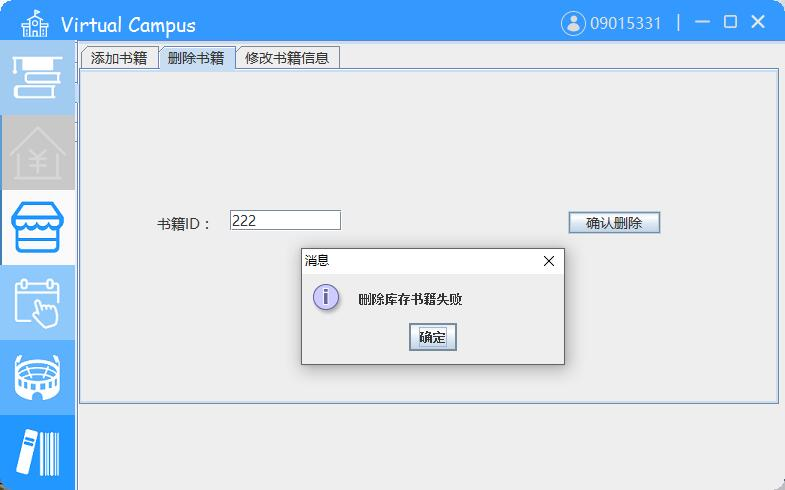 Virtual Campus
09015331
添加书籍
删除书籍
修改书籍信息
书籍ID：
222
确认删除
消息
删除库存书籍失败
确定